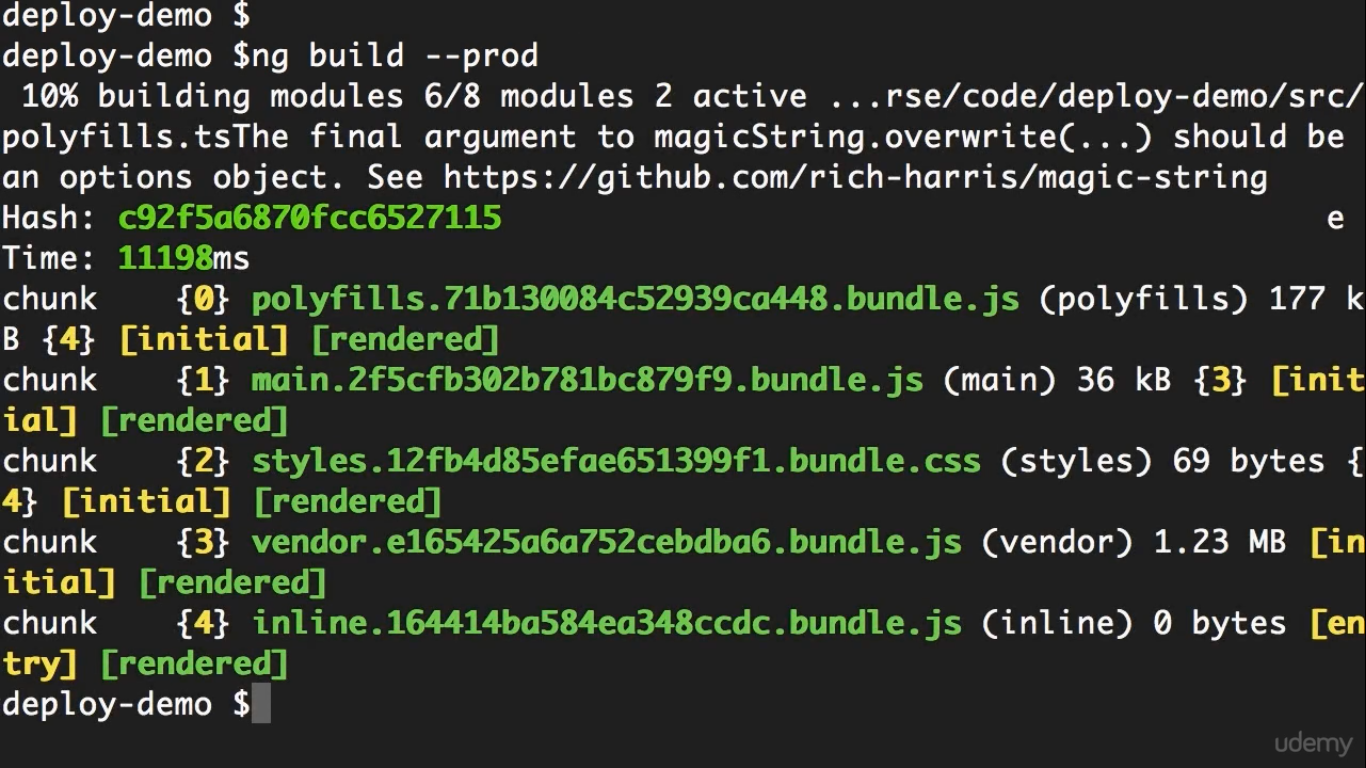 deploy-demo $
deploy-demo $ng build --prod
 10% building modules 6/8 modules 2 active ...rse/code/deploy-demo/src/
polyfills.tsThe final argument to magicString.overwrite(...) should be
an options object. See https://github.com/rich-harris/magic-string
Hash: c92f5a6870fcc6527115 e
Time: 11198ms
chunk    {0} polyfills.71b130084c52939ca448.bundle.js (polyfills) 177 k
B {4} [initial] [rendered]
chunk    {1} main.2f5cfb302b781bc879f9.bundle.js (main) 36 kB {3} [init
ial] [rendered]
chunk    {2} styles.12fb4d85efae651399f1.bundle.css (styles) 69 bytes {
4} [initial] [rendered]
chunk    {3} vendor.e165425a6a752cebdba6.bundle.js (vendor) 1.23 MB [in
itial] [rendered]
chunk    {4} inline.164414ba584ea348ccdc.bundle.js (inline) 0 bytes [en
try] [rendered]
deploy-demo $
udemy